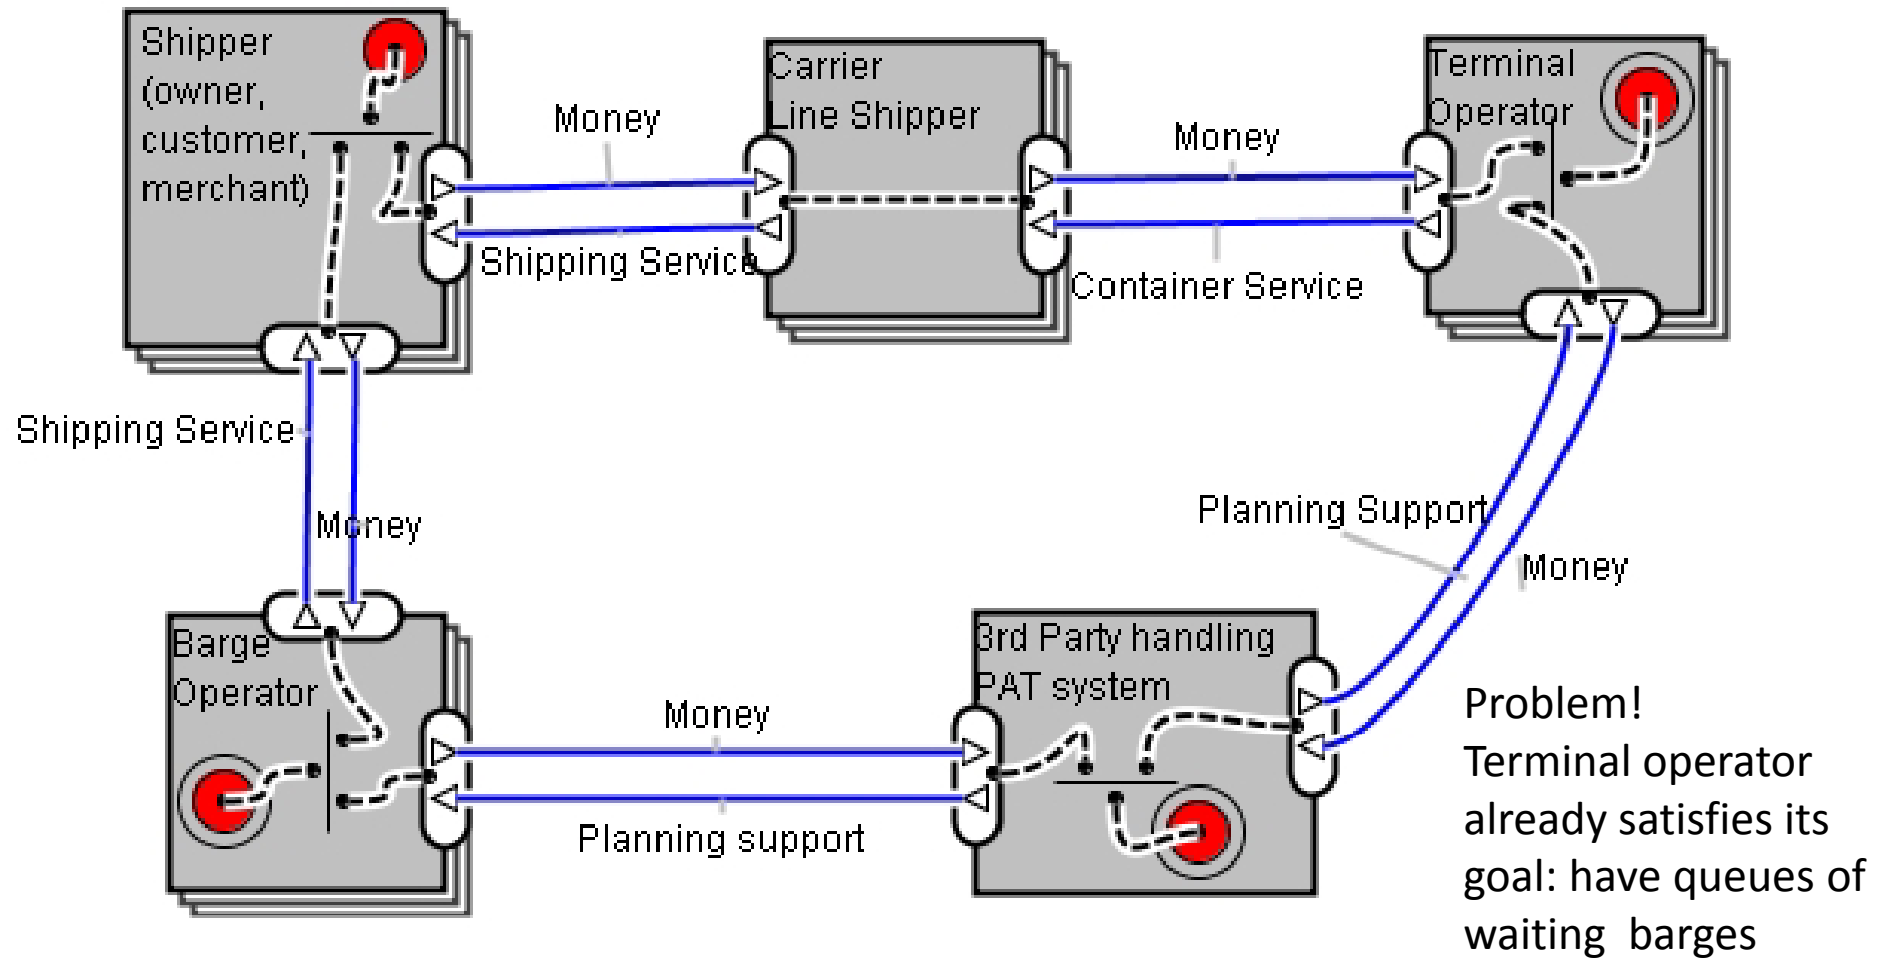 Shipper
(owner,
customer,
merchant)
Money
Shipping Service
Carrier
Line Shipper
Money
Container Service
Terminal
Operator
Shipping Service
Money
Planning Support
Money
Barge
Operator
Money
Planning support
3rd Party handling
PAT system
Problem!
Terminal operator
already satisfies its
goal: have queues of
waiting barges